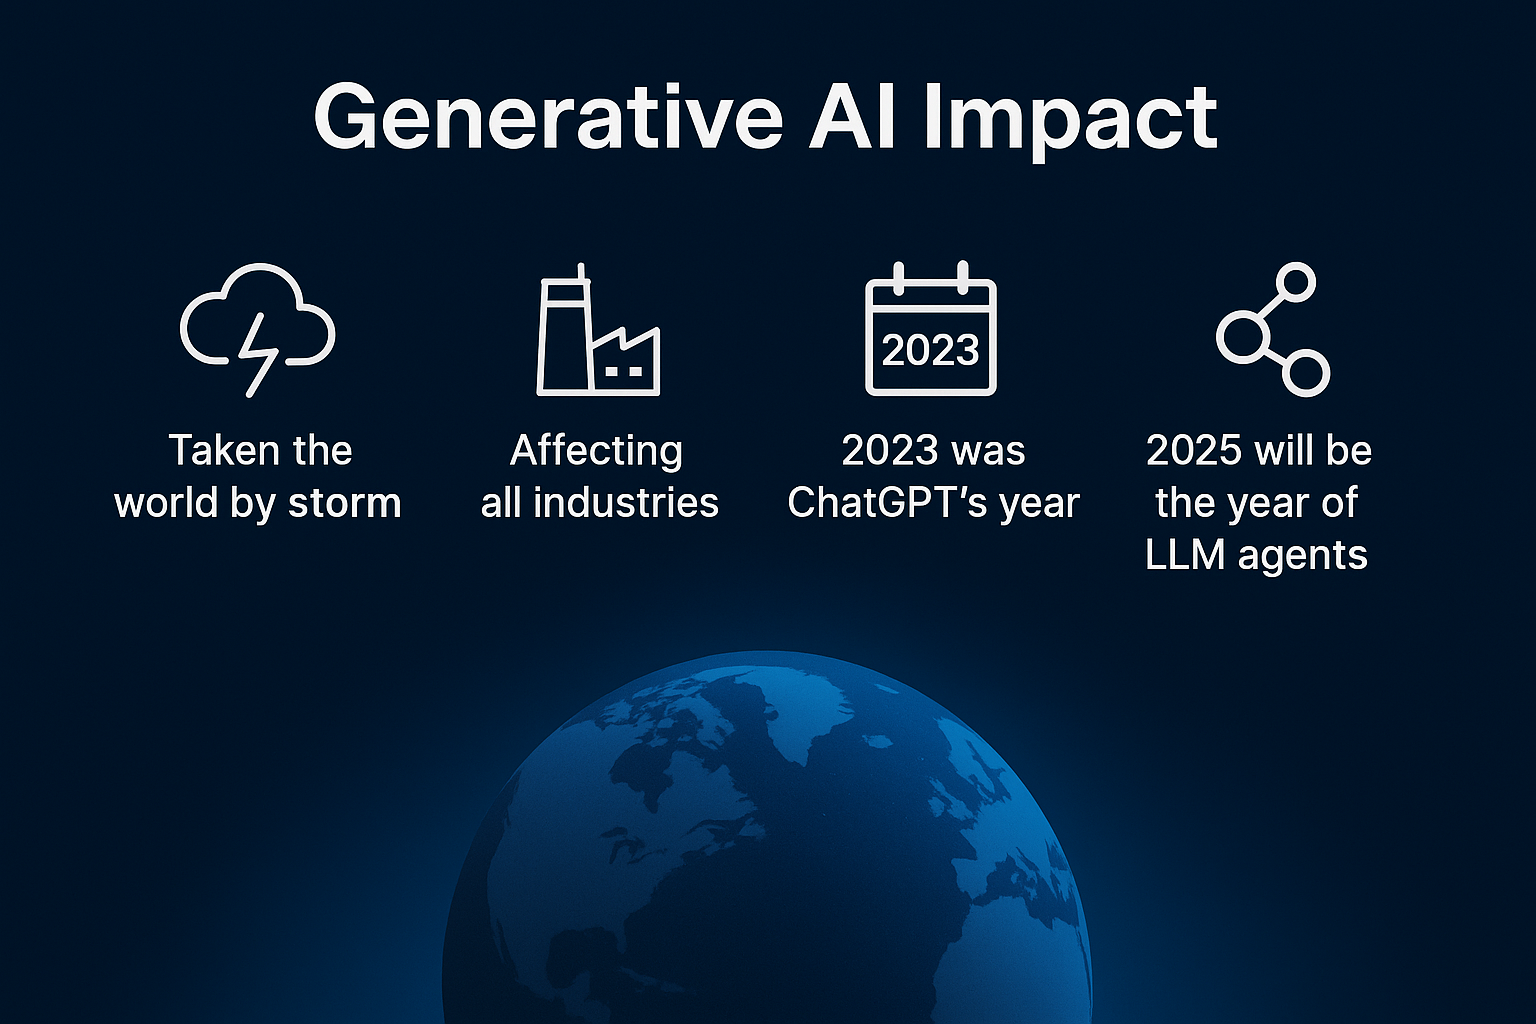 Generative AI Impact
Taken the
world by storm
Affecting
all industries
2023
2023 was
ChatGPT’s year
2025 will be
the year of
LLM agents